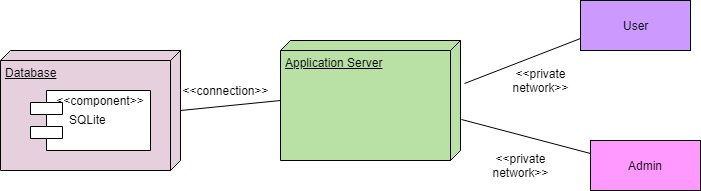 Database
<<component>>
SQLite
<<connection>>
Application Server
User
<<private
network>>
<<private
network>>
Admin